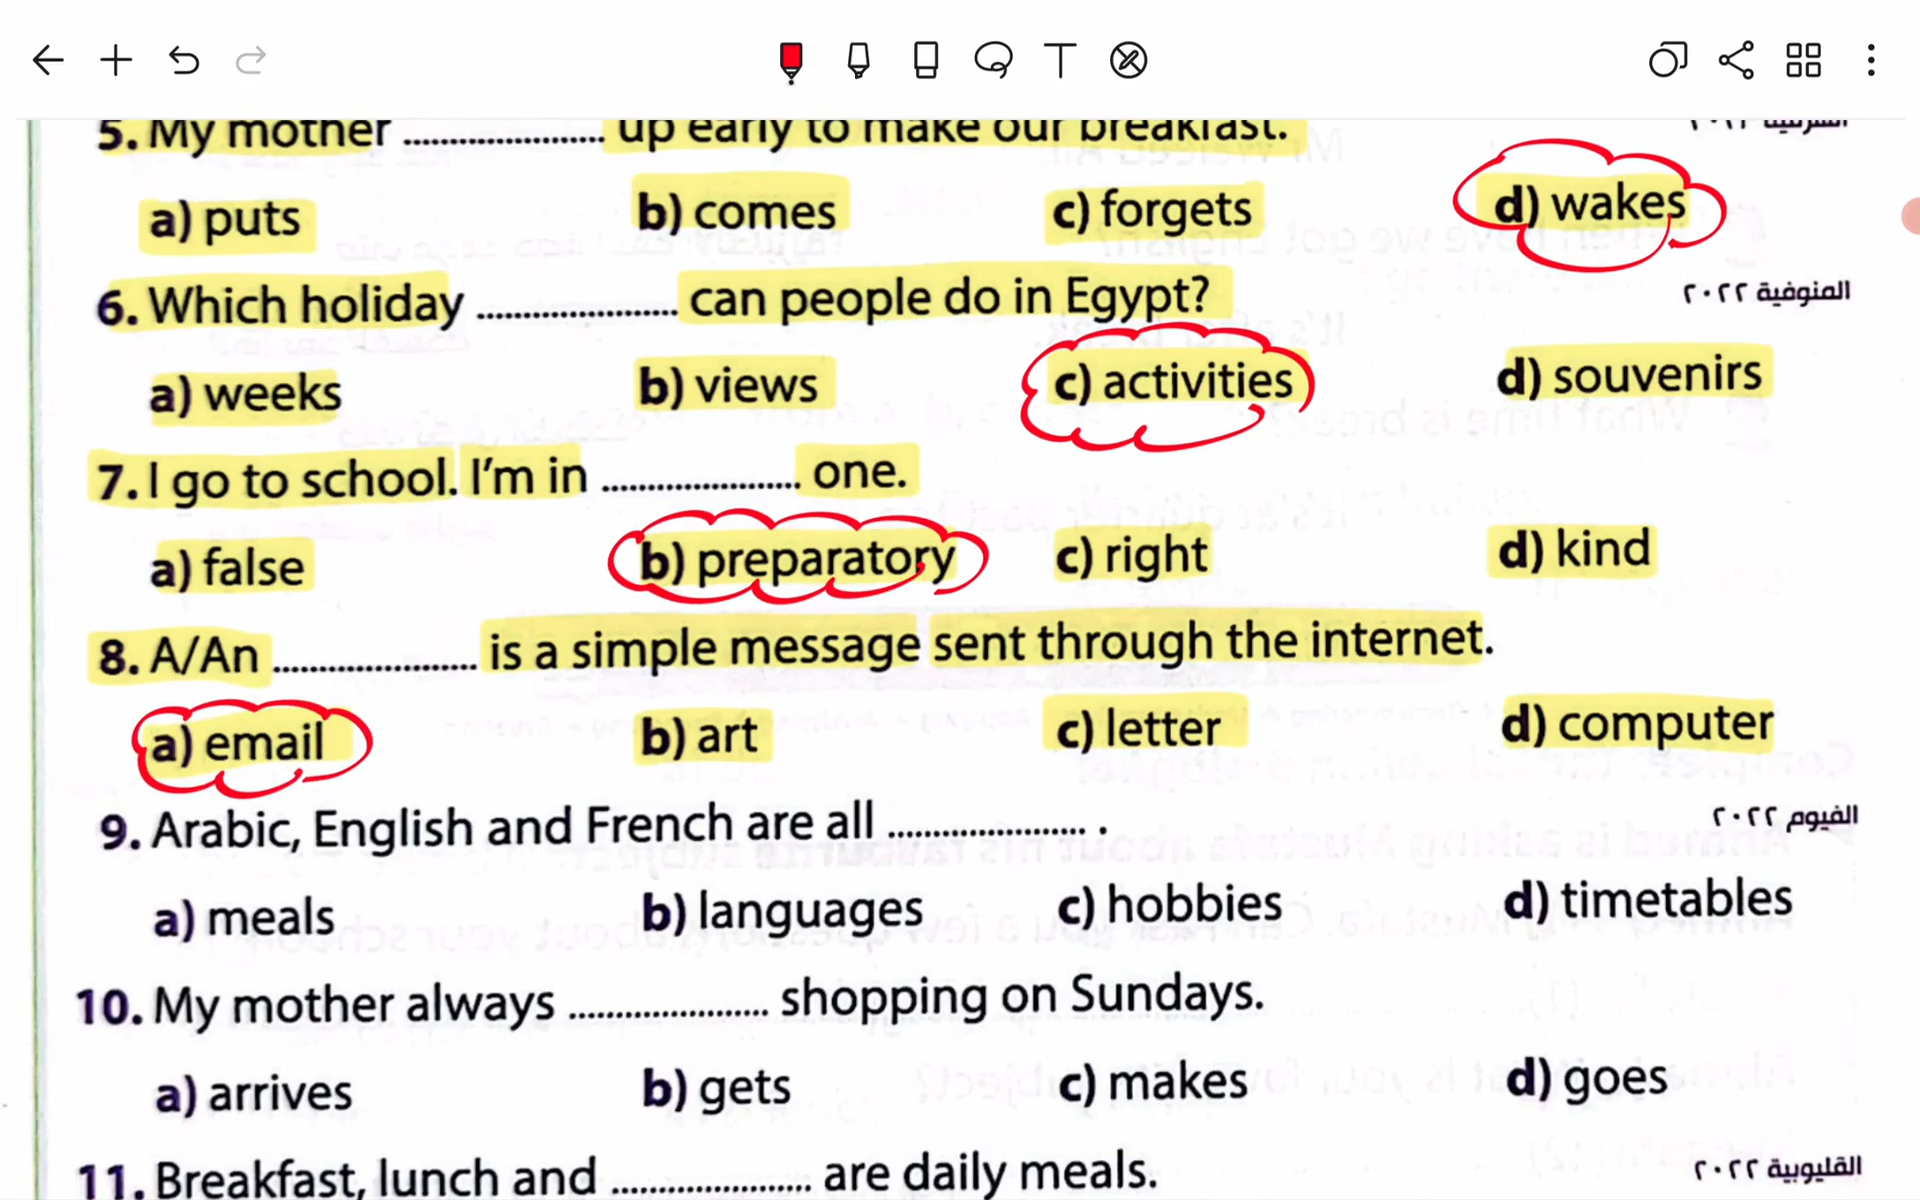 5. My mother .................... up early to make our breakfast.
a) puts b) comes c) forgets d) wakes
6. Which holiday .................... can people do in Egypt? المنوفية ٢٠٢٢
a) weeks b) views c) activities d) souvenirs
7. I go to school. I'm in .................... one.
a) false b) preparatory c) right d) kind
8. A/An .................... is a simple message sent through the internet.
a) email b) art c) letter d) computer
9. Arabic, English and French are all .................... . الفيوم ٢٠٢٢
a) meals b) languages c) hobbies d) timetables
10. My mother always .................... shopping on Sundays.
a) arrives b) gets c) makes d) goes
11. Breakfast, lunch and .................... are daily meals. القليوبية ٢٠٢٢